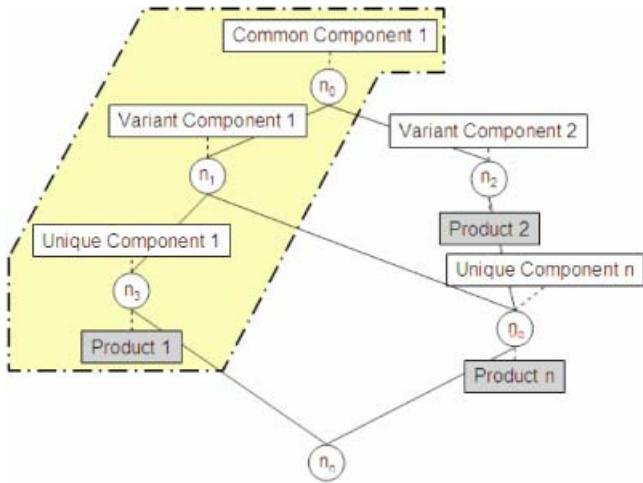 Common Component 1
n0
Variant Component 1
Variant Component 2
n1
n2
Product 2
Unique Component 1
Unique Component n
n3
Product 1
Product n
nn